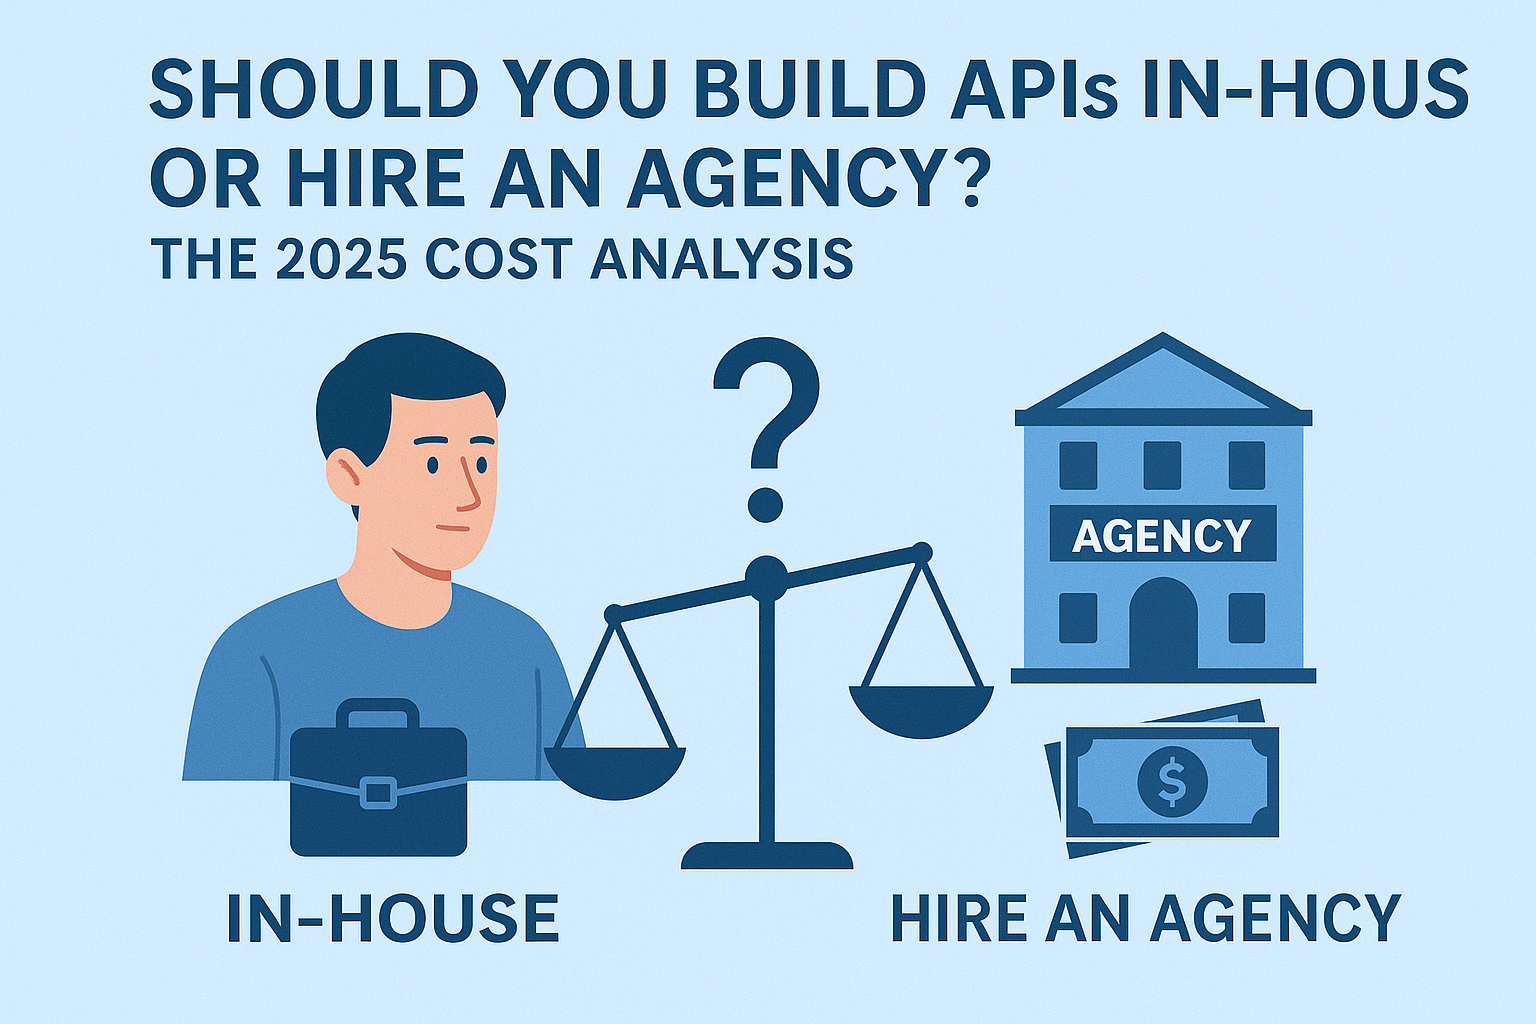 SHOULD YOU BUILD APIs IN-HOUS
OR HIRE AN AGENCY?
THE 2025 COST ANALYSIS
?
AGENCY
$
IN-HOUSE
HIRE AN AGENCY